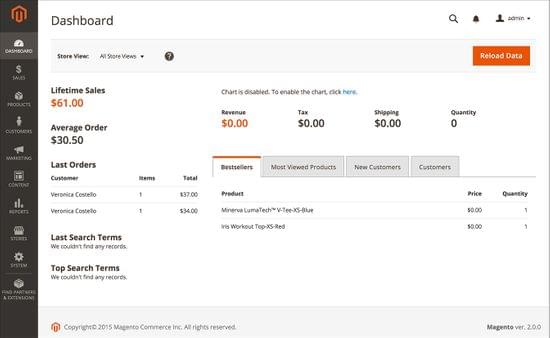 Dashboard
admin
DASHBOARD
SALES
PRODUCTS
CUSTOMERS
MARKETING
CONTENT
REPORTS
STORES
SYSTEM
FIND PARTNERS
& EXTENSIONS
Store View: All Store Views ?
Reload Data
Lifetime Sales
$61.00
Average Order
$30.50
Last Orders
Customer Items Total
Veronica Costello 1 $37.00
Veronica Costello 1 $34.00
Last Search Terms
We couldn't find any records.
Top Search Terms
We couldn't find any records.
Chart is disabled. To enable the chart, click here.
Revenue Tax Shipping Quantity
$0.00 $0.00 $0.00 0
Bestsellers Most Viewed Products New Customers Customers
Product Price Quantity
Minerva LumaTech™ V-Tee-XS-Blue $0.00 1
Iris Workout Top-XS-Red $0.00 1
Copyright© 2015 Magento Commerce Inc. All rights reserved. Magento ver. 2.0.0